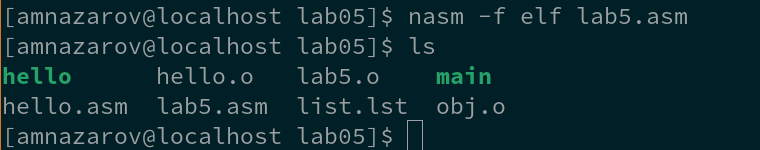 [amnazarov@localhost lab05]$ nasm -f elf lab5.asm
[amnazarov@localhost lab05]$ ls
hello      hello.o   lab5.o    main
hello.asm  lab5.asm  list.lst  obj.o
[amnazarov@localhost lab05]$